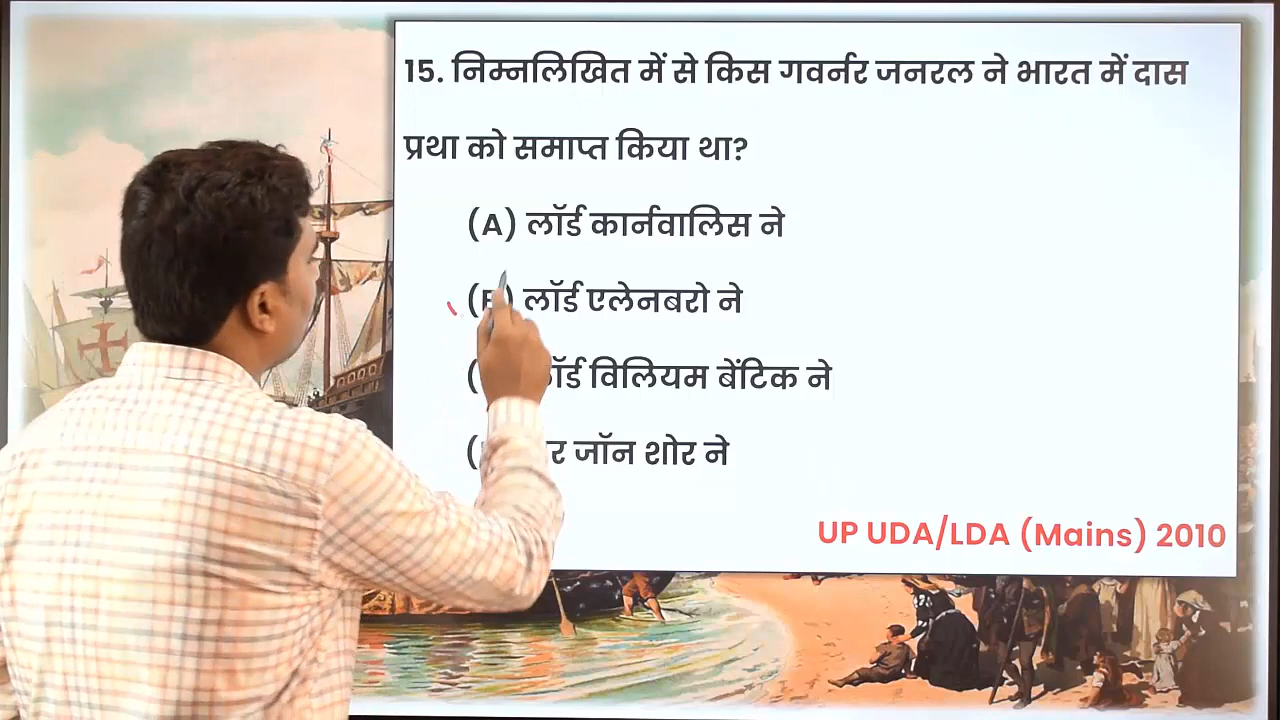 15. निम्नलिखित में से किस गवर्नर जनरल ने भारत में दास
प्रथा को समाप्त किया था?
(A) लॉर्ड कार्नवालिस ने
लॉर्ड एलेनबरो ने
विलियम बेंटिक ने
जॉन शोर ने
UP UDA/LDA (Mains) 2010